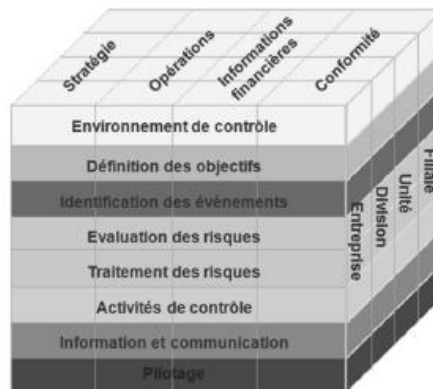 Stratégie
Opérations
Informations
financières
Conformité
Environnement de contrôle
Définition des objectifs
Identification des évènements
Evaluation des risques
Traitement des risques
Activités de contrôle
Information et communication
Pilotage
Entreprise
Division
Unité
Filiale